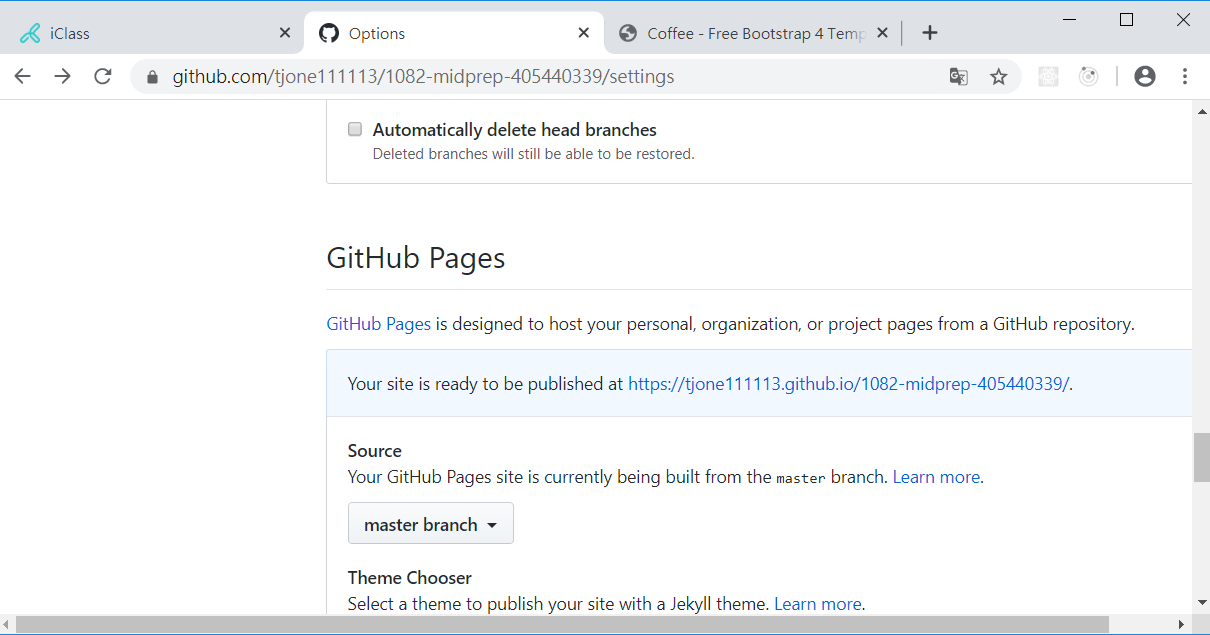 iClass
Options
Coffee - Free Bootstrap 4 Temp
github.com/tjone111113/1082-midprep-405440339/settings
Automatically delete head branches
Deleted branches will still be able to be restored.
GitHub Pages
GitHub Pages is designed to host your personal, organization, or project pages from a GitHub repository.
Your site is ready to be published at https://tjone111113.github.io/1082-midprep-405440339/.
Source
Your GitHub Pages site is currently being built from the master branch. Learn more.
master branch
Theme Chooser
Select a theme to publish your site with a Jekyll theme. Learn more.